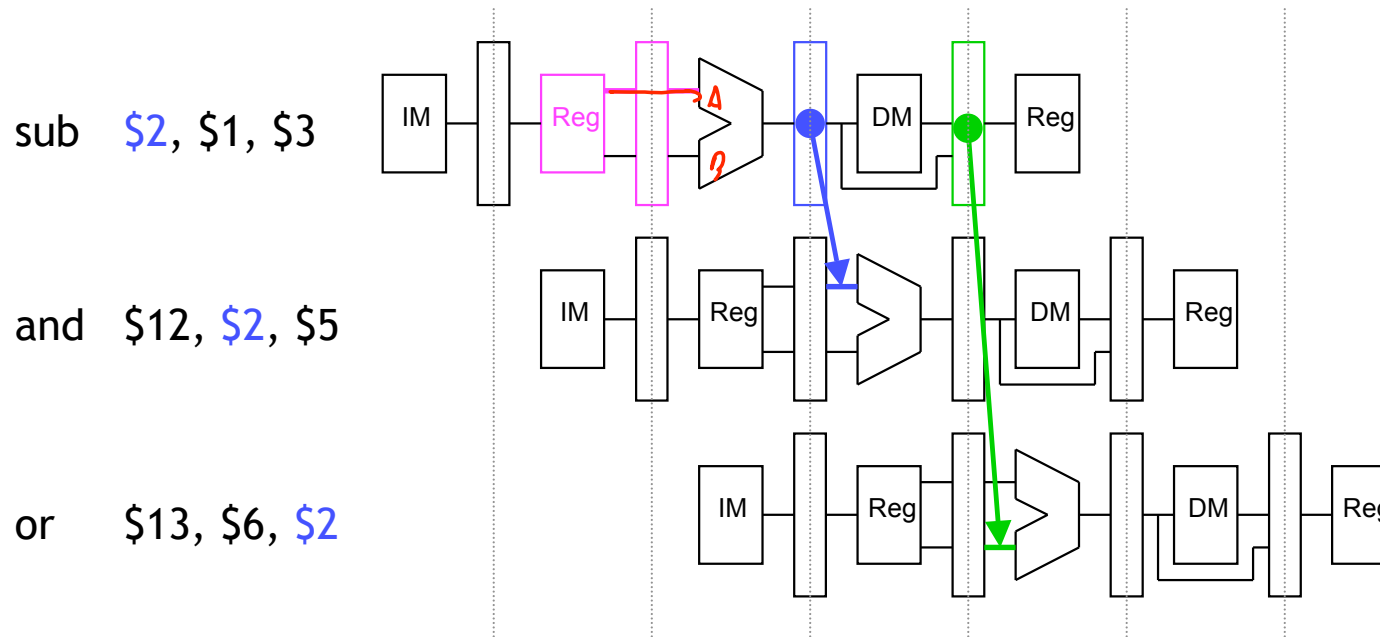 IM Reg DM Reg
sub $2, $1, $3
IM Reg DM Reg
and $12, $2, $5
IM Reg DM
or $13, $6, $2